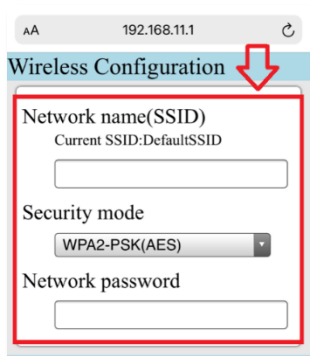 AA 192.168.11.1
Wireless Configuration
Network name(SSID)
Current SSID:DefaultSSID
Security mode
WPA2-PSK(AES)
Network password